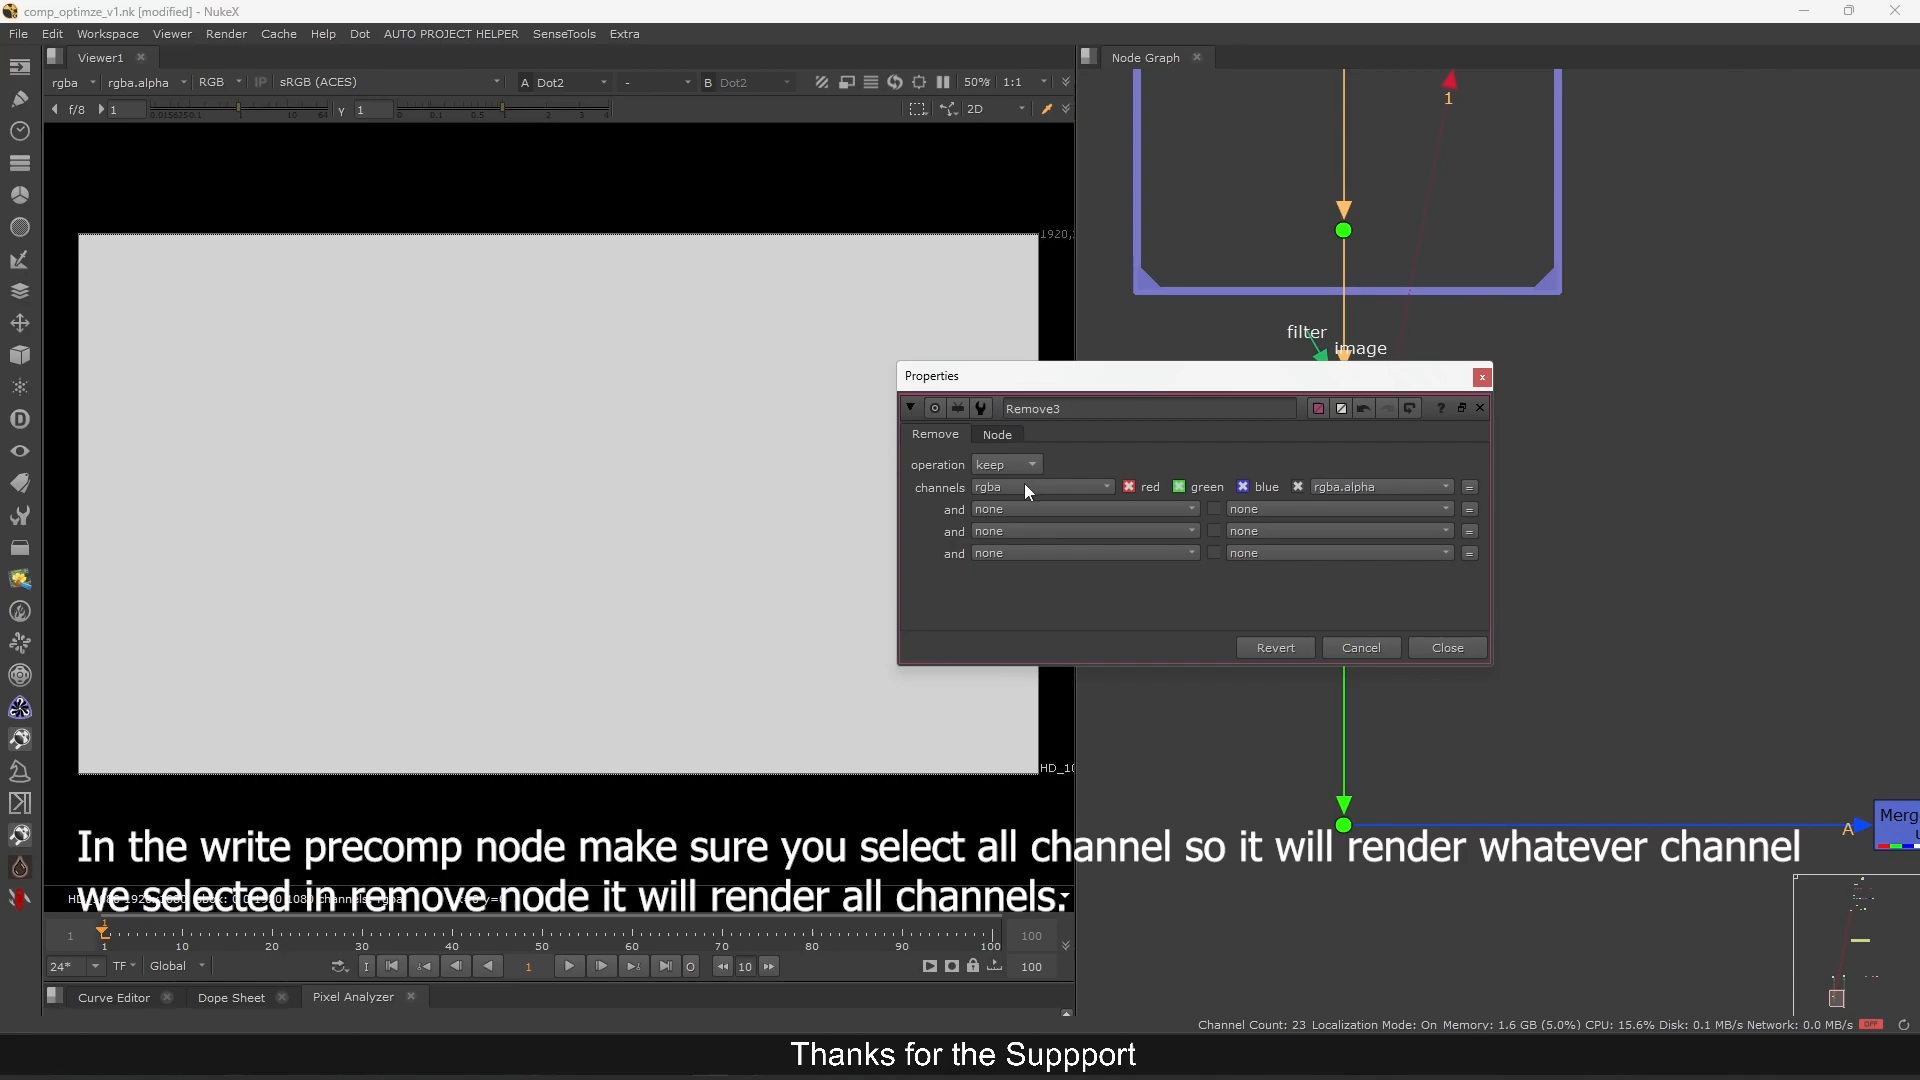 comp_optimze_v1.nk [modified] - NukeX
File Edit Workspace Viewer Render Cache Help Dot AUTO PROJECT HELPER SenseTools Extra
Viewer1
Node Graph
rgba rgba.alpha RGB IP sRGB (ACES) A Dot2 - B Dot2 50% 1:1
f/8 1 γ 1 2D
1
1920,
filter
image
Properties
Remove3
Remove Node
operation keep
channels rgba red green blue rgba.alpha =
and none none =
and none none =
and none none =
Revert Cancel Close
HD_10
A
Merg
In the write precomp node make sure you select all channel so it will render whatever channel
we selected in remove node it will render all channels.
1 1 10 20 30 40 50 60 70 80 90 100 100
24* TF Global I 1 O 10 100
Curve Editor Dope Sheet Pixel Analyzer
Channel Count: 23 Localization Mode: On Memory: 1.6 GB (5.0%) CPU: 15.6% Disk: 0.1 MB/s Network: 0.0 MB/s OFF
Thanks for the Suppport